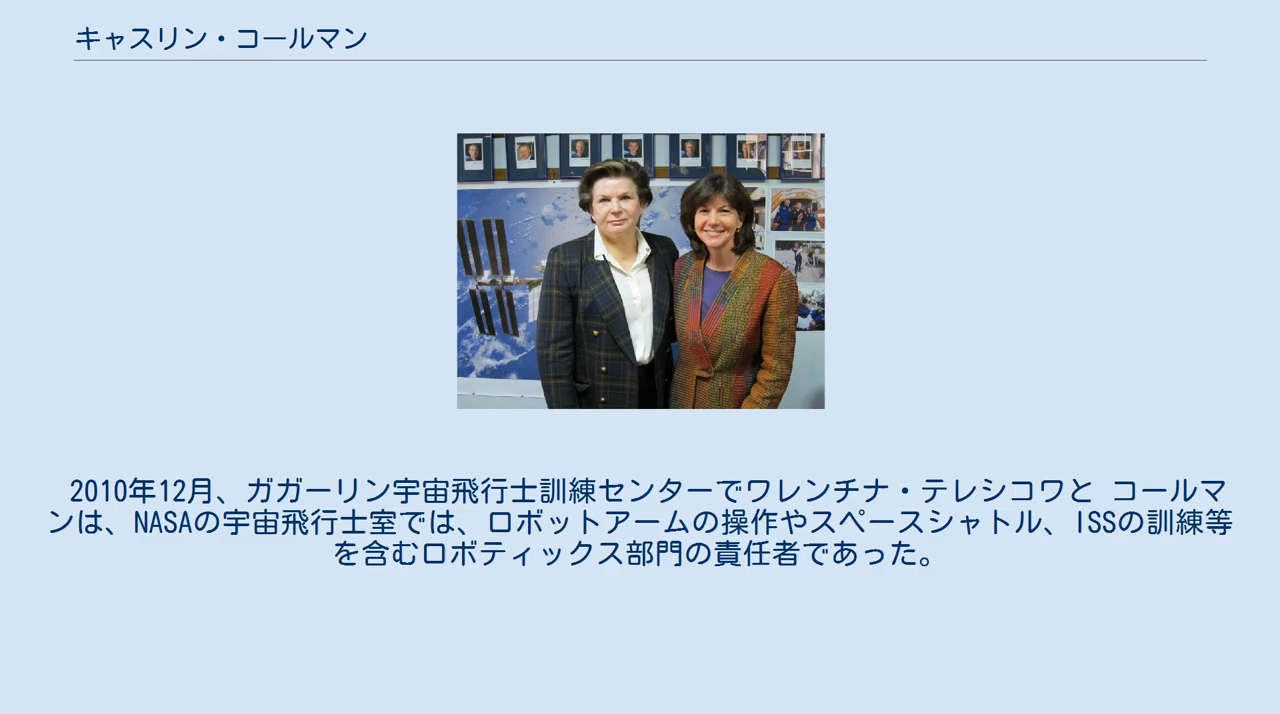 キャスリン・コールマン
2010年12月、ガガーリン宇宙飛行士訓練センターでワレンチナ・テレシコワと コールマ
ンは、NASAの宇宙飛行士室では、ロボットアームの操作やスペースシャトル、ISSの訓練等
を含むロボティックス部門の責任者であった。